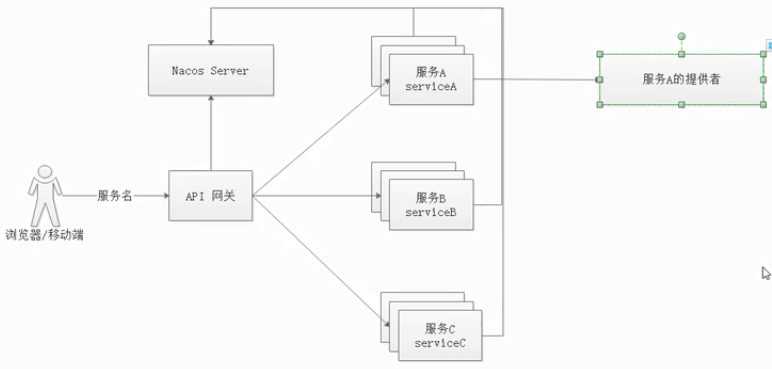 Nacos Server
服务A
serviceA
服务A的提供者
服务名
API 网关
服务B
serviceB
浏览器/移动端
服务C
serviceC